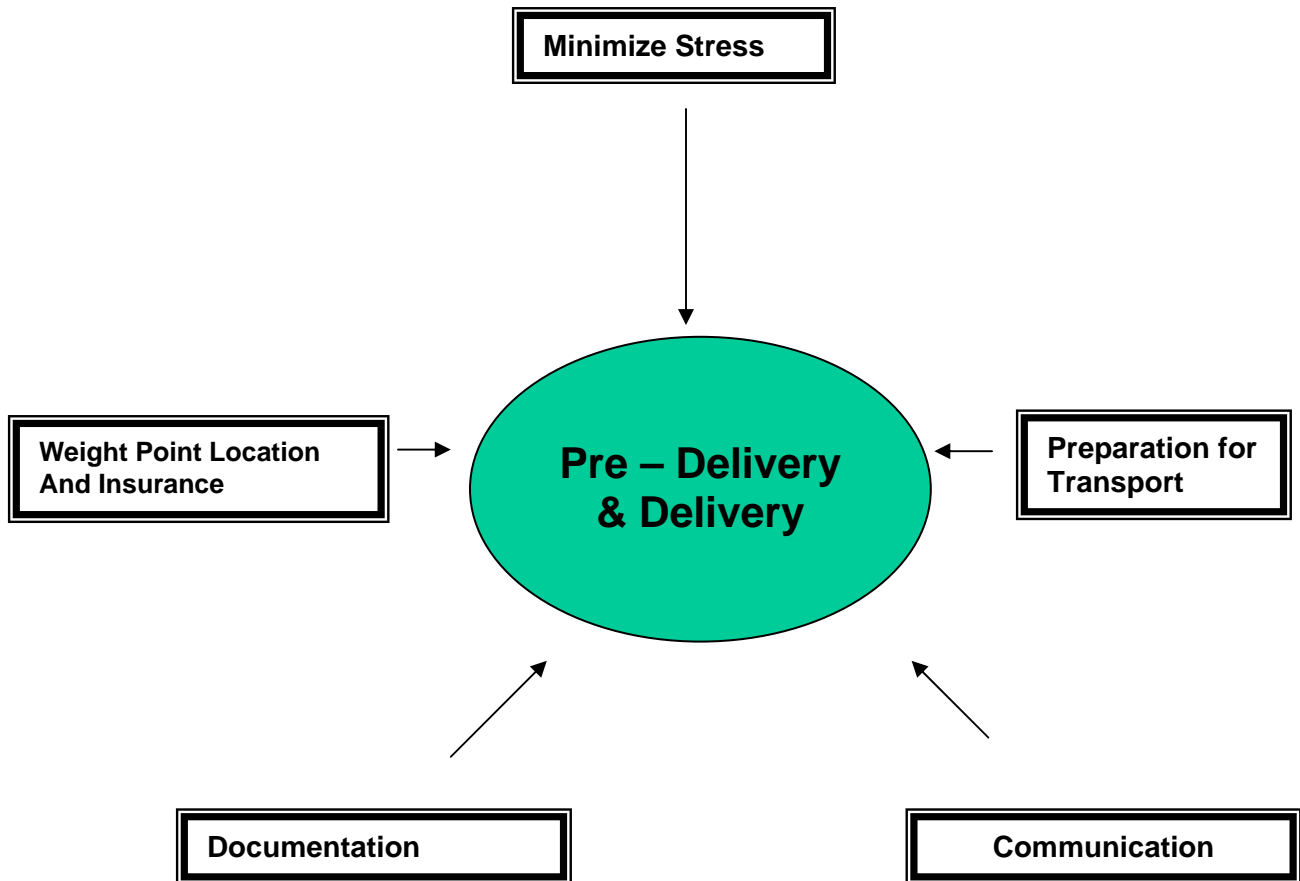 Minimize Stress
Weight Point Location
And Insurance
Pre – Delivery
& Delivery
Preparation for
Transport
Documentation
Communication